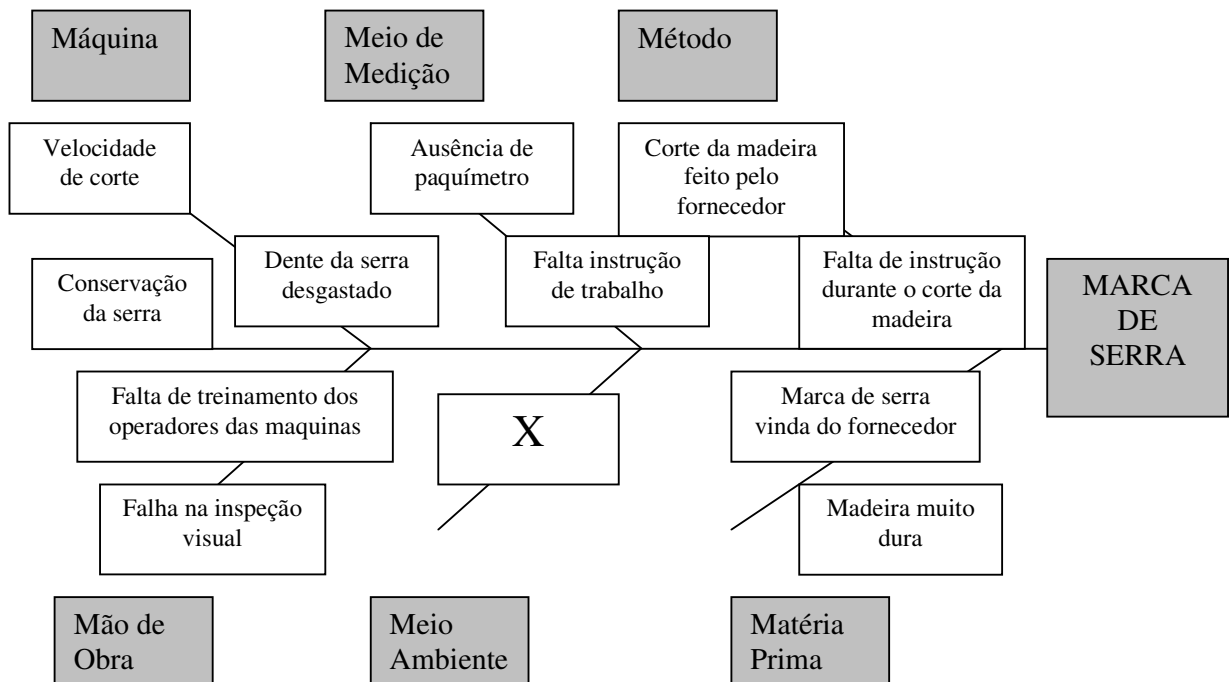 Máquina
Meio de
Medição
Método
Velocidade
de corte
Ausência de
paquímetro
Corte da madeira
feito pelo
fornecedor
Conservação
da serra
Dente da serra
desgastado
Falta instrução
de trabalho
Falta de instrução
durante o corte da
madeira
MARCA
DE
SERRA
Falta de treinamento dos
operadores das maquinas
X
Marca de serra
vinda do fornecedor
Falha na inspeção
visual
Madeira muito
dura
Mão de
Obra
Meio
Ambiente
Matéria
Prima